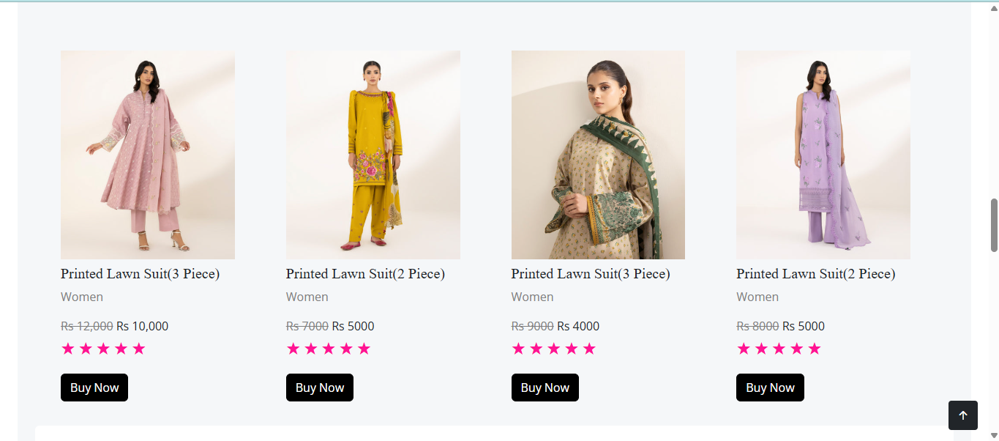 Printed Lawn Suit(3 Piece)
Women
Rs 12,000 Rs 10,000
★ ★ ★ ★ ★
Buy Now
Printed Lawn Suit(2 Piece)
Women
Rs 7000 Rs 5000
★ ★ ★ ★ ★
Buy Now
Printed Lawn Suit(3 Piece)
Women
Rs 9000 Rs 4000
★ ★ ★ ★ ★
Buy Now
Printed Lawn Suit(2 Piece)
Women
Rs 8000 Rs 5000
★ ★ ★ ★ ★
Buy Now